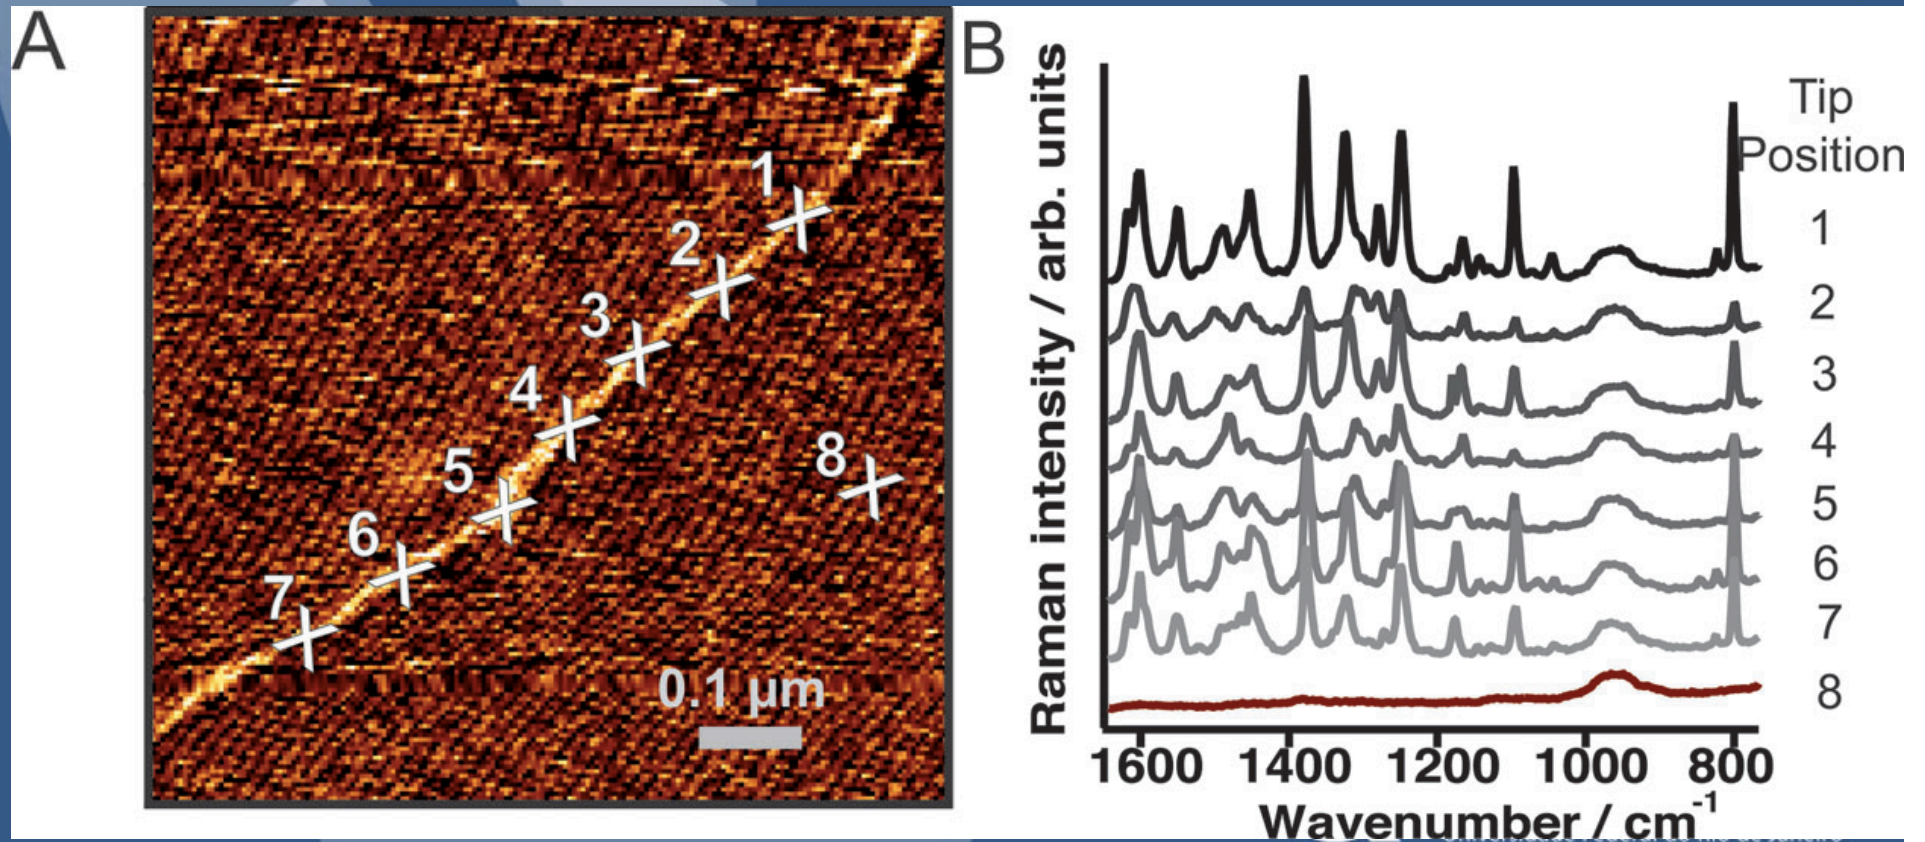 A
1
2
3
4
5
6
7
8
0.1 µm
B
Raman intensity / arb. units
Tip
Position
1
2
3
4
5
6
7
8
1600 1400 1200 1000 800
Wavenumber / cm-1